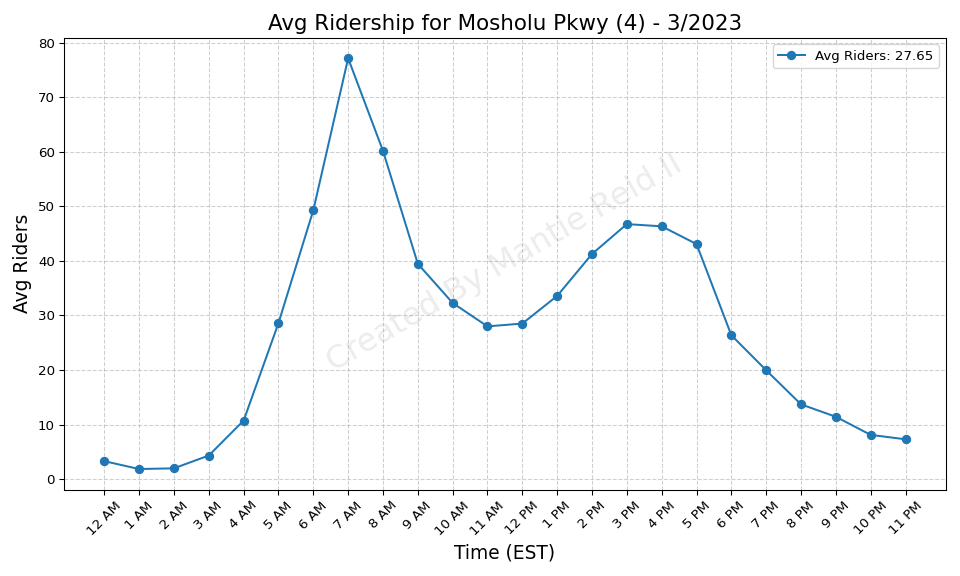 Avg Ridership for Mosholu Pkwy (4) - 3/2023
Avg Riders: 27.65
80
70
60
50
40
30
20
10
0
Avg Riders
Created By Mantle Reid II
12 AM
1 AM
2 AM
3 AM
4 AM
5 AM
6 AM
7 AM
8 AM
9 AM
10 AM
11 AM
12 PM
1 PM
2 PM
3 PM
4 PM
5 PM
6 PM
7 PM
8 PM
9 PM
10 PM
11 PM
Time (EST)